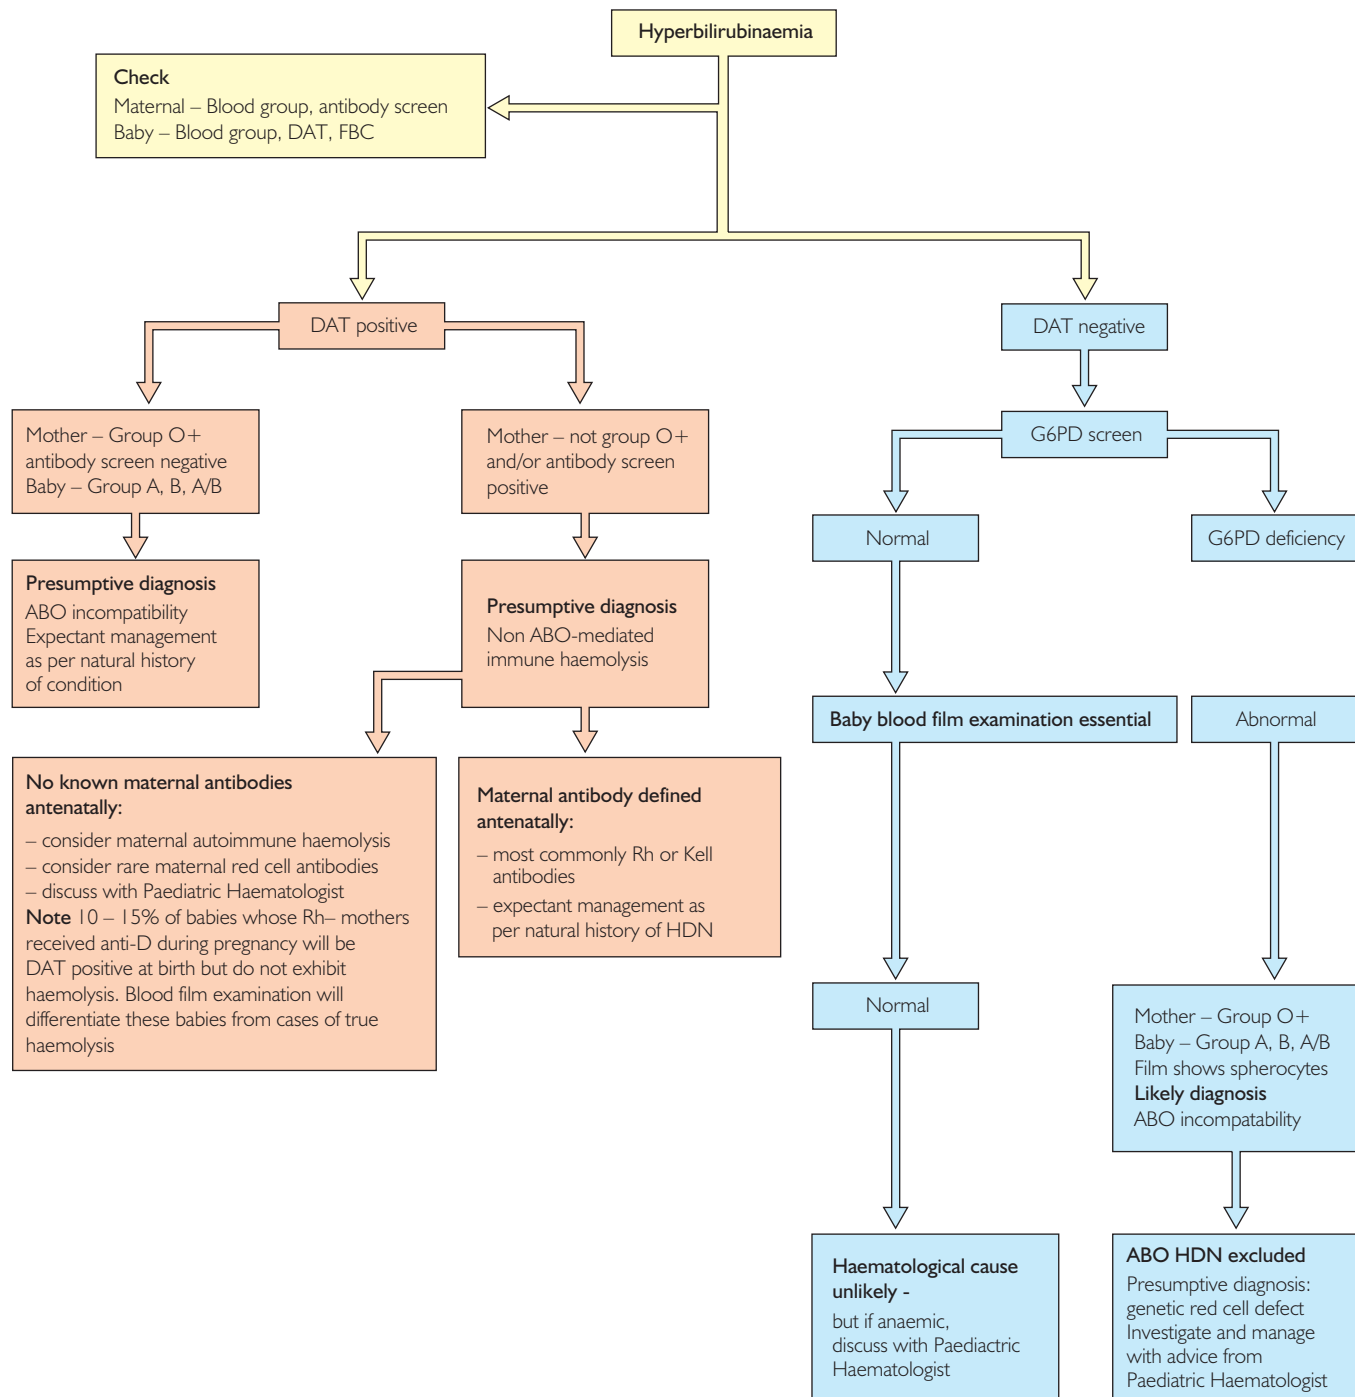 Hyperbilirubinaemia
Check
Maternal – Blood group, antibody screen
Baby – Blood group, DAT, FBC
DAT positive
DAT negative
Mother – Group O+
antibody screen negative
Baby – Group A, B, A/B
Mother – not group O+
and/or antibody screen
positive
G6PD screen
Normal
G6PD deficiency
Presumptive diagnosis
ABO incompatibility
Expectant management
as per natural history
of condition
Presumptive diagnosis
Non ABO-mediated
immune haemolysis
Baby blood film examination essential
Abnormal
No known maternal antibodies
antenatally:
– consider maternal autoimmune haemolysis
– consider rare maternal red cell antibodies
– discuss with Paediatric Haematologist
Note 10 – 15% of babies whose Rh– mothers
received anti-D during pregnancy will be
DAT positive at birth but do not exhibit
haemolysis. Blood film examination will
differentiate these babies from cases of true
haemolysis
Maternal antibody defined
antenatally:
– most commonly Rh or Kell
antibodies
– expectant management as
per natural history of HDN
Normal
Mother – Group O+
Baby – Group A, B, A/B
Film shows spherocytes
Likely diagnosis
ABO incompatability
Haematological cause
unlikely -
but if anaemic,
discuss with Paediactric
Haematologist
ABO HDN excluded
Presumptive diagnosis:
genetic red cell defect
Investigate and manage
with advice from
Paediatric Haematologist